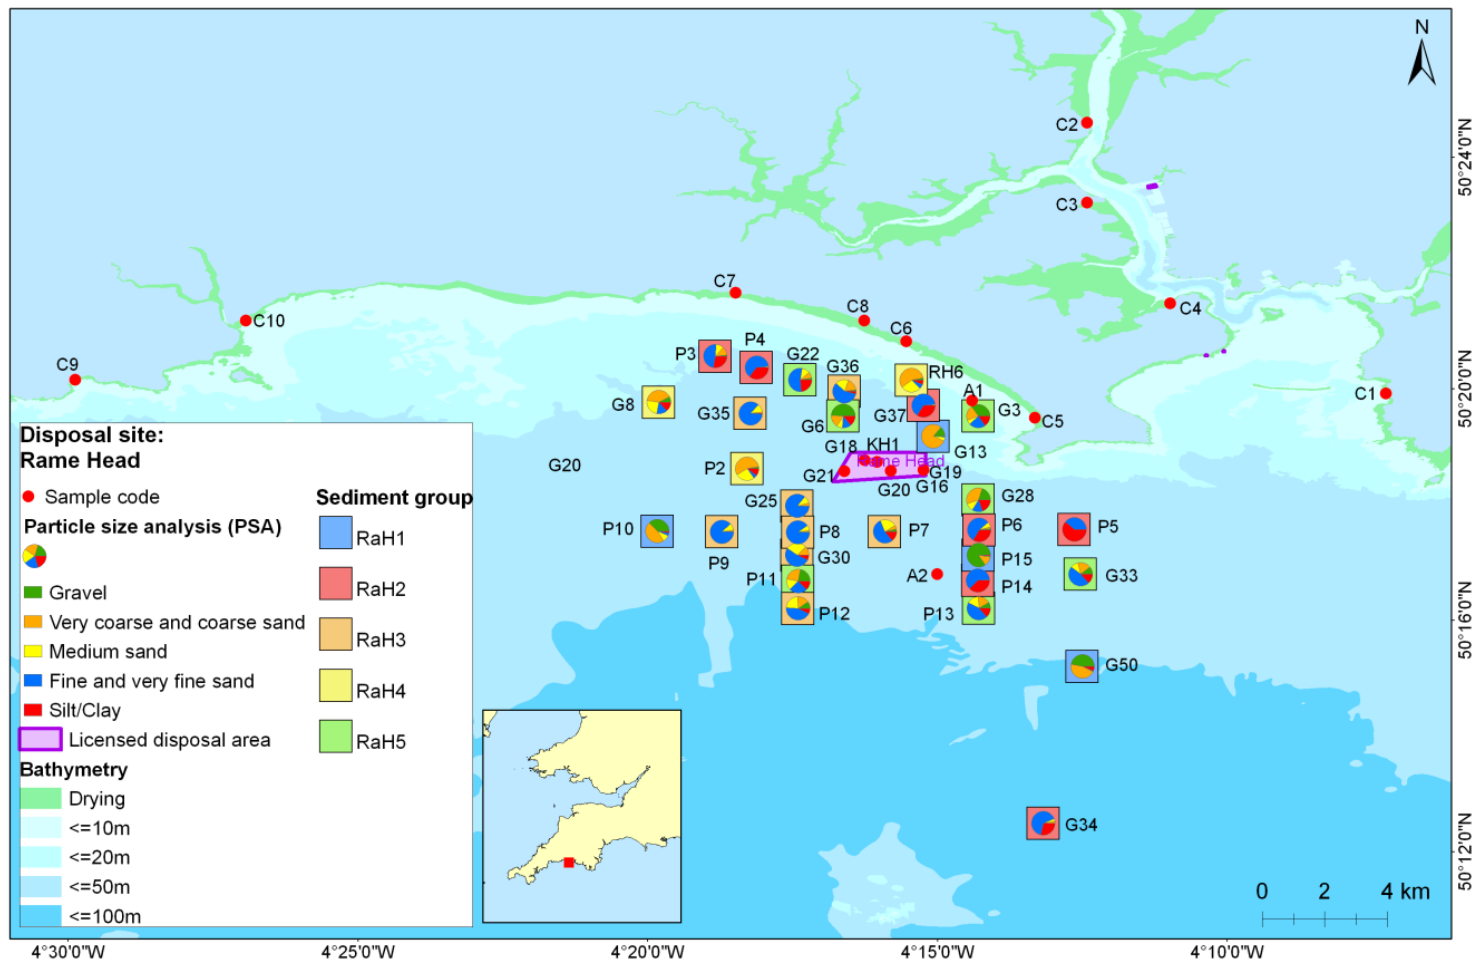 N
C2
50°24'0"N
C3
C7
C8
C4
C10
C6
P3
P4
G22
G36
RH6
50°20'0"N
C9
A1
C1
G8
G35
G37
G3
C5
G6
G18
KH1
G13
Rame Head
G20
P2
G21
G19
G20
G16
G25
G28
P10
P9
P8
P7
P6
P5
G30
P15
P11
A2
P14
G33
P12
P13
50°16'0"N
G50
G34
50°12'0"N
Disposal site:
Rame Head
Sample code
Particle size analysis (PSA)
Gravel
Very coarse and coarse sand
Medium sand
Fine and very fine sand
Silt/Clay
Licensed disposal area
Bathymetry
Drying
<=10m
<=20m
<=50m
<=100m
Sediment group
RaH1
RaH2
RaH3
RaH4
RaH5
0 2 4 km
4°30'0"W 4°25'0"W 4°20'0"W 4°15'0"W 4°10'0"W